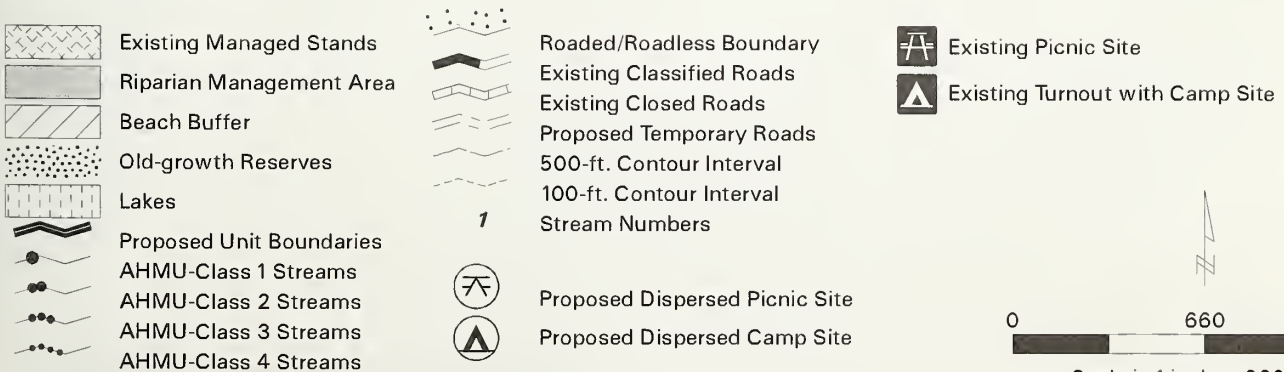 Existing Managed Stands
Riparian Management Area
Beach Buffer
Old-growth Reserves
Lakes
Proposed Unit Boundaries
AHMU-Class 1 Streams
AHMU-Class 2 Streams
AHMU-Class 3 Streams
AHMU-Class 4 Streams
Roaded/Roadless Boundary
Existing Classified Roads
Existing Closed Roads
Proposed Temporary Roads
500-ft. Contour Interval
100-ft. Contour Interval
1 Stream Numbers
Proposed Dispersed Picnic Site
Proposed Dispersed Camp Site
Existing Picnic Site
Existing Turnout with Camp Site
N
0 660